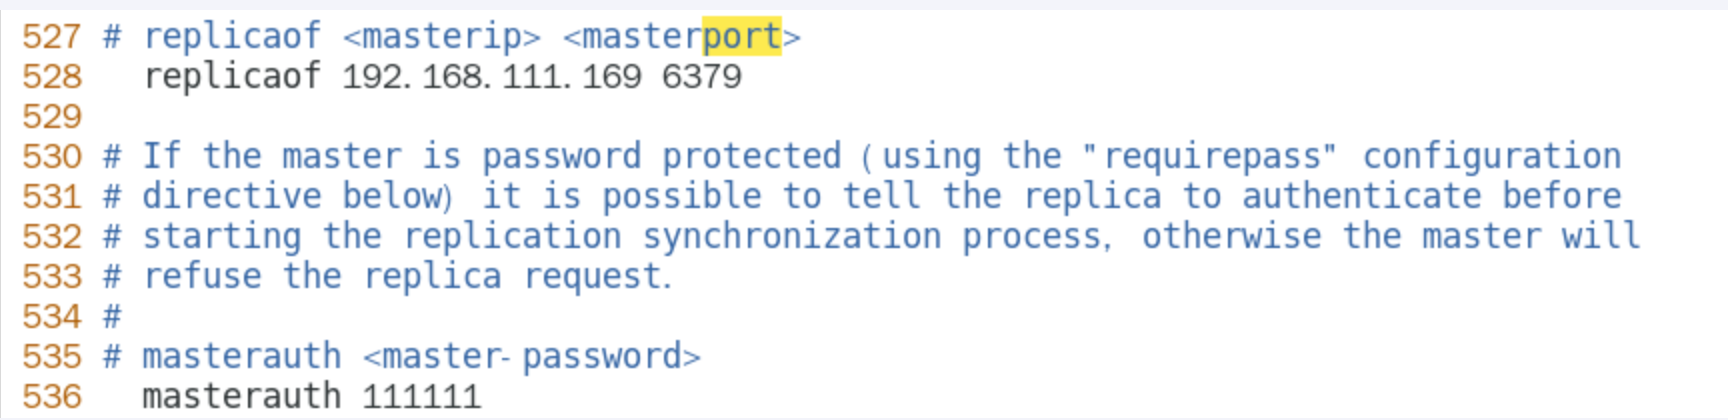 527 # replicaof <masterip> <masterport>
528   replicaof 192.168.111.169 6379
529
530 # If the master is password protected (using the "requirepass" configuration
531 # directive below) it is possible to tell the replica to authenticate before
532 # starting the replication synchronization process, otherwise the master will
533 # refuse the replica request.
534 #
535 # masterauth <master-password>
536   masterauth 111111